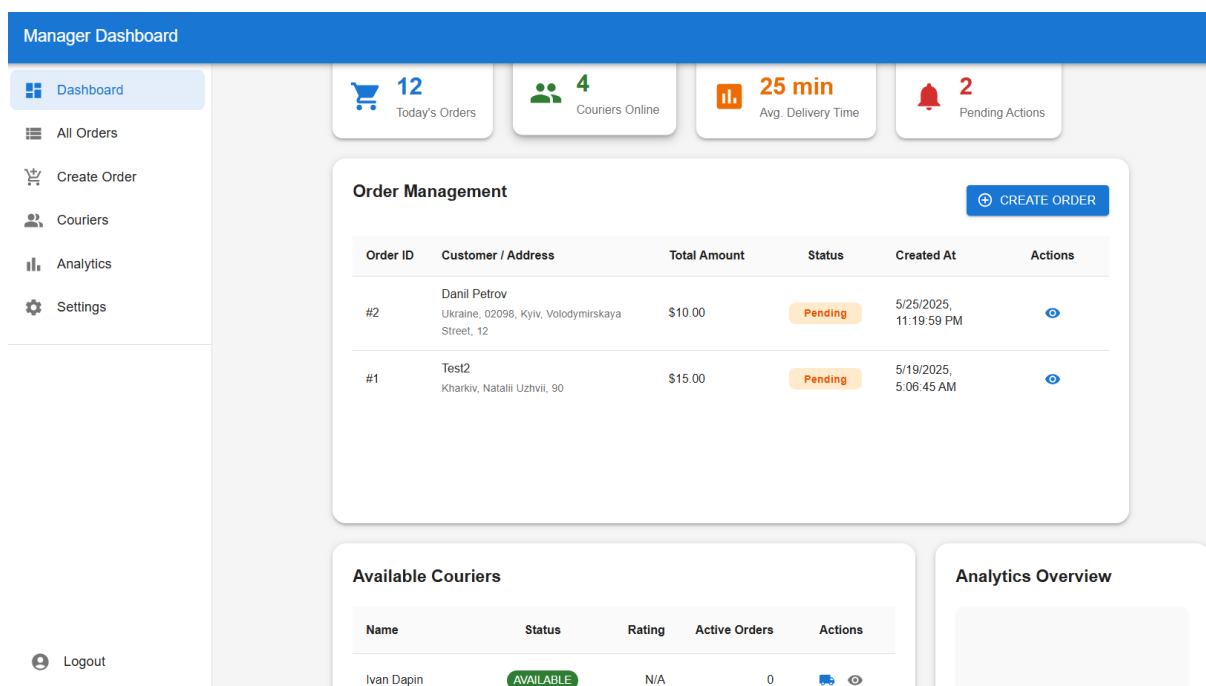 Manager Dashboard
Dashboard
All Orders
Create Order
Couriers
Analytics
Settings
Logout
12
Today's Orders
4
Couriers Online
25 min
Avg. Delivery Time
2
Pending Actions
Order Management
CREATE ORDER
Order ID Customer / Address Total Amount Status Created At Actions
#2 Danil Petrov $10.00 Pending 5/25/2025,
Ukraine, 02098, Kyiv, Volodymirskaya 11:19:59 PM
Street, 12
#1 Test2 $15.00 Pending 5/19/2025,
Kharkiv, Natalii Uzhvii, 90 5:06:45 AM
Available Couriers
Name Status Rating Active Orders Actions
Ivan Dapin AVAILABLE N/A 0
Analytics Overview